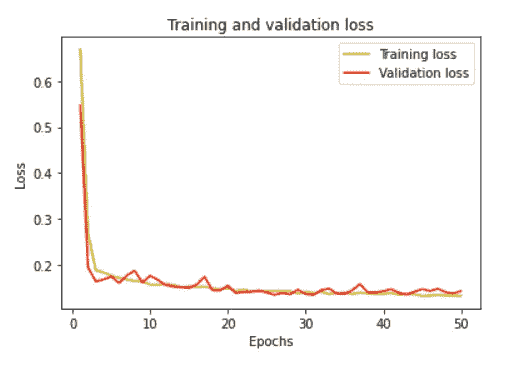 Training and validation loss
Training loss
Validation loss
0.6
0.5
0.4
0.3
0.2
Loss
0 10 20 30 40 50
Epochs